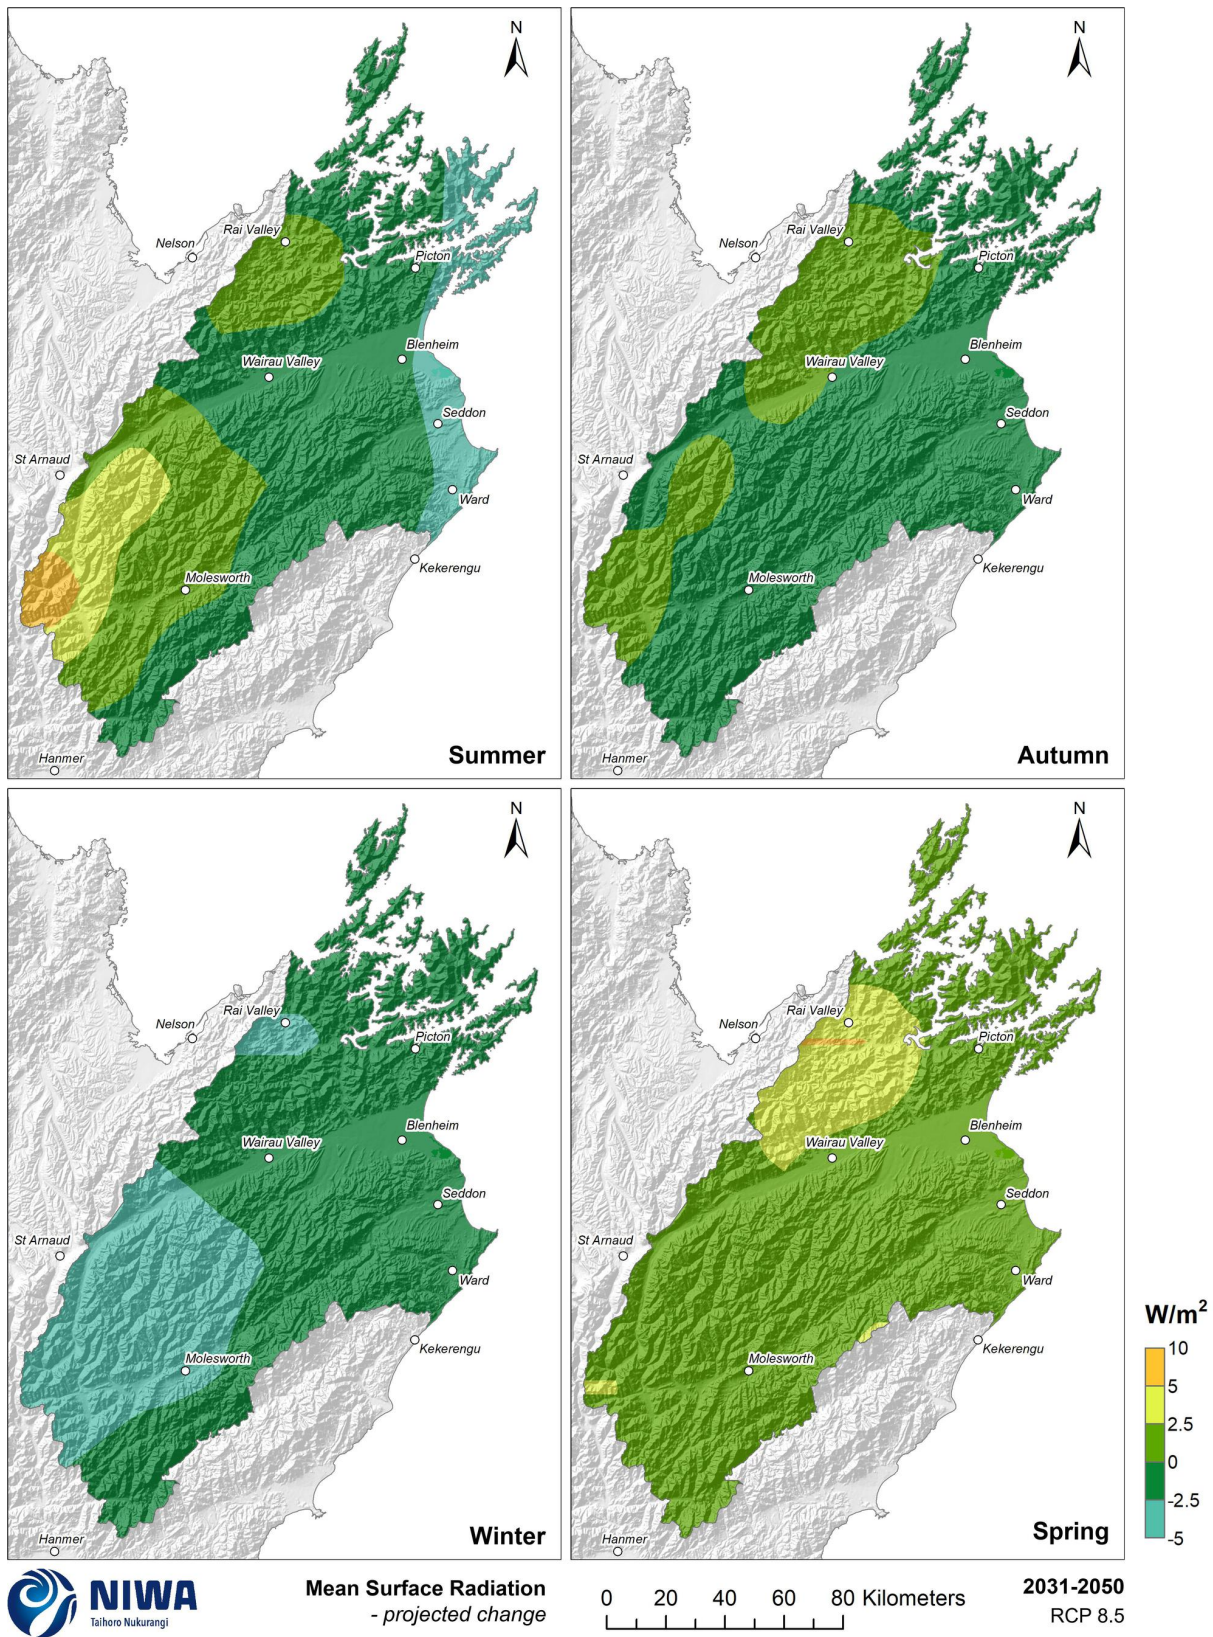 N
Rai Valley
Nelson
Picton
Blenheim
Wairau Valley
Seddon
St Arnaud
Ward
Kekerengu
Molesworth
Hanmer
Summer
N
Rai Valley
Nelson
Picton
Blenheim
Wairau Valley
Seddon
St Arnaud
Ward
Kekerengu
Molesworth
Hanmer
Autumn
N
Rai Valley
Nelson
Picton
Blenheim
Wairau Valley
Seddon
St Arnaud
Ward
Kekerengu
Molesworth
Hanmer
Winter
N
Rai Valley
Nelson
Picton
Blenheim
Wairau Valley
Seddon
St Arnaud
Ward
Kekerengu
Molesworth
Hanmer
Spring
W/m²
10
5
2.5
0
-2.5
-5
NIWA
Taihoro Nukurangi
Mean Surface Radiation
- projected change
0 20 40 60 80 Kilometers
2031-2050
RCP 8.5